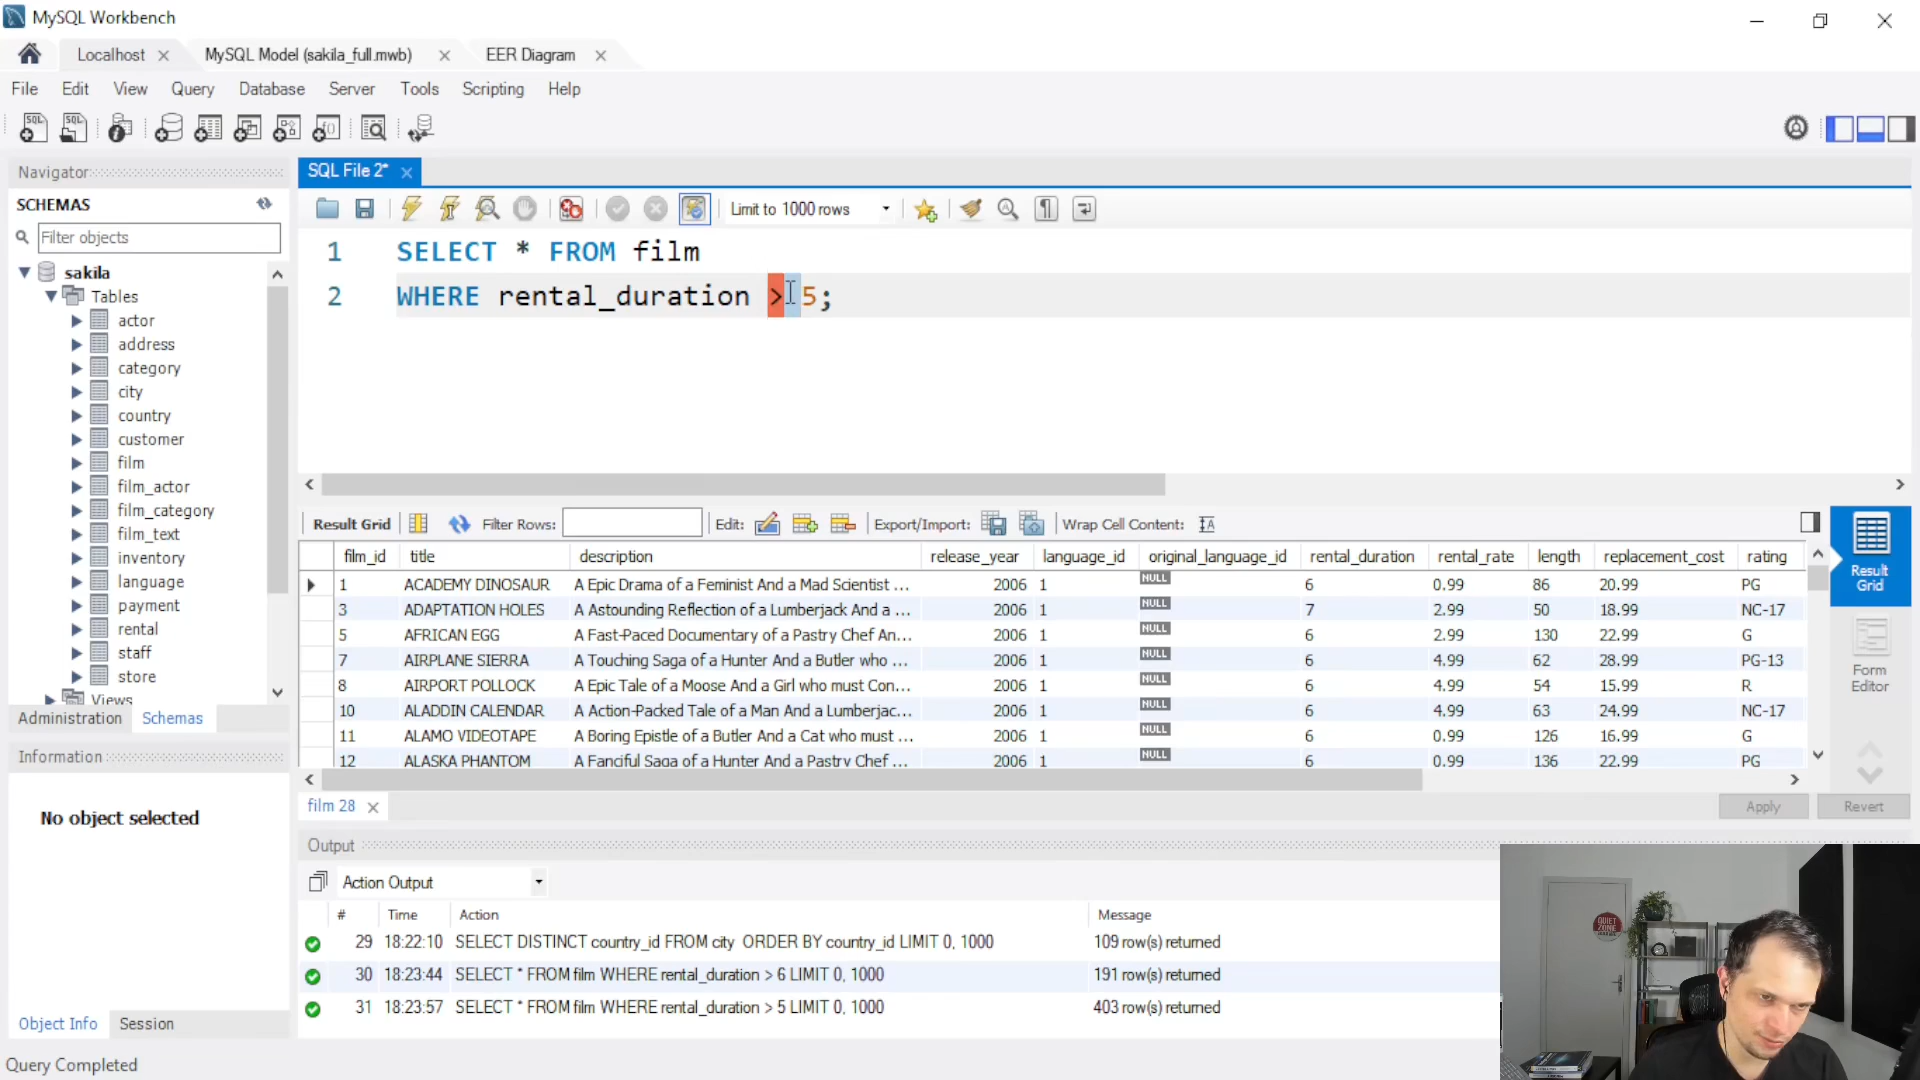 MySQL Workbench
Localhost
MySQL Model (sakila_full.mwb)
EER Diagram
File Edit View Query Database Server Tools Scripting Help
Navigator
SQL File 2*
SCHEMAS
Limit to 1000 rows
Filter objects
1 SELECT * FROM film
2 WHERE rental_duration > 5;
sakila
Tables
actor
address
category
city
country
customer
film
film_actor
film_category
film_text
inventory
language
payment
rental
staff
store
Views
Administration Schemas
Information
No object selected
Object Info Session
Query Completed
Result Grid Filter Rows: Edit: Export/Import: Wrap Cell Content:
film_id title description release_year language_id original_language_id rental_duration rental_rate length replacement_cost rating
1 ACADEMY DINOSAUR A Epic Drama of a Feminist And a Mad Scientist ... 2006 1 NULL 6 0.99 86 20.99 PG
3 ADAPTATION HOLES A Astounding Reflection of a Lumberjack And a ... 2006 1 NULL 7 2.99 50 18.99 NC-17
5 AFRICAN EGG A Fast-Paced Documentary of a Pastry Chef An... 2006 1 NULL 6 2.99 130 22.99 G
7 AIRPLANE SIERRA A Touching Saga of a Hunter And a Butler who ... 2006 1 NULL 6 4.99 62 28.99 PG-13
8 AIRPORT POLLOCK A Epic Tale of a Moose And a Girl who must Con... 2006 1 NULL 6 4.99 54 15.99 R
10 ALADDIN CALENDAR A Action-Packed Tale of a Man And a Lumberjac... 2006 1 NULL 6 4.99 63 24.99 NC-17
11 ALAMO VIDEOTAPE A Boring Epistle of a Butler And a Cat who must ... 2006 1 NULL 6 0.99 126 16.99 G
12 ALASKA PHANTOM A Fanciful Saga of a Hunter And a Pastry Chef ... 2006 1 NULL 6 0.99 136 22.99 PG
Result
Grid
Form
Editor
film 28
Apply Revert
Output
Action Output
# Time Action Message
29 18:22:10 SELECT DISTINCT country_id FROM city ORDER BY country_id LIMIT 0, 1000 109 row(s) returned
30 18:23:44 SELECT * FROM film WHERE rental_duration > 6 LIMIT 0, 1000 191 row(s) returned
31 18:23:57 SELECT * FROM film WHERE rental_duration > 5 LIMIT 0, 1000 403 row(s) returned
QUIET
ZONE